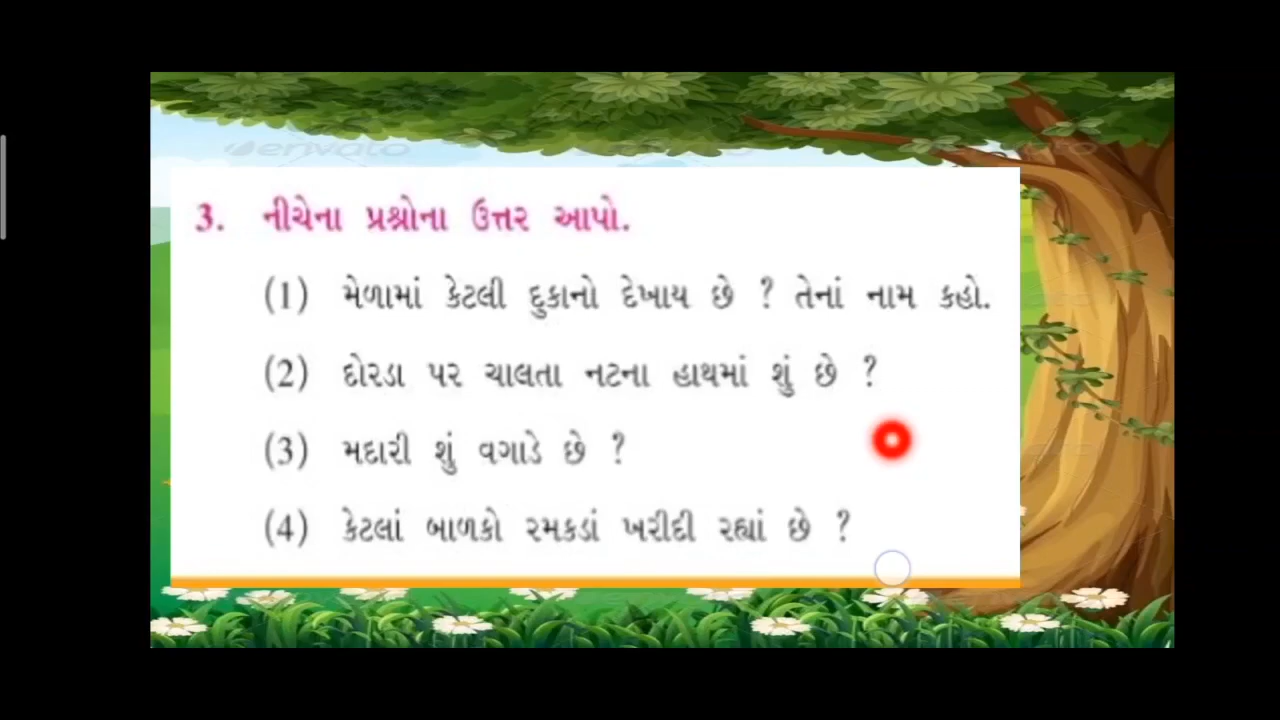 3. નીચેના પ્રશ્નોના ઉત્તર આપો.
(1) મેળામાં કેટલી દુકાનો દેખાય છે ? તેનાં નામ કહો.
(2) દોરડા પર ચાલતા નટના હાથમાં શું છે ?
(3) મદારી શું વગાડે છે ?
(4) કેટલાં બાળકો રમકડાં ખરીદી રહ્યાં છે ?